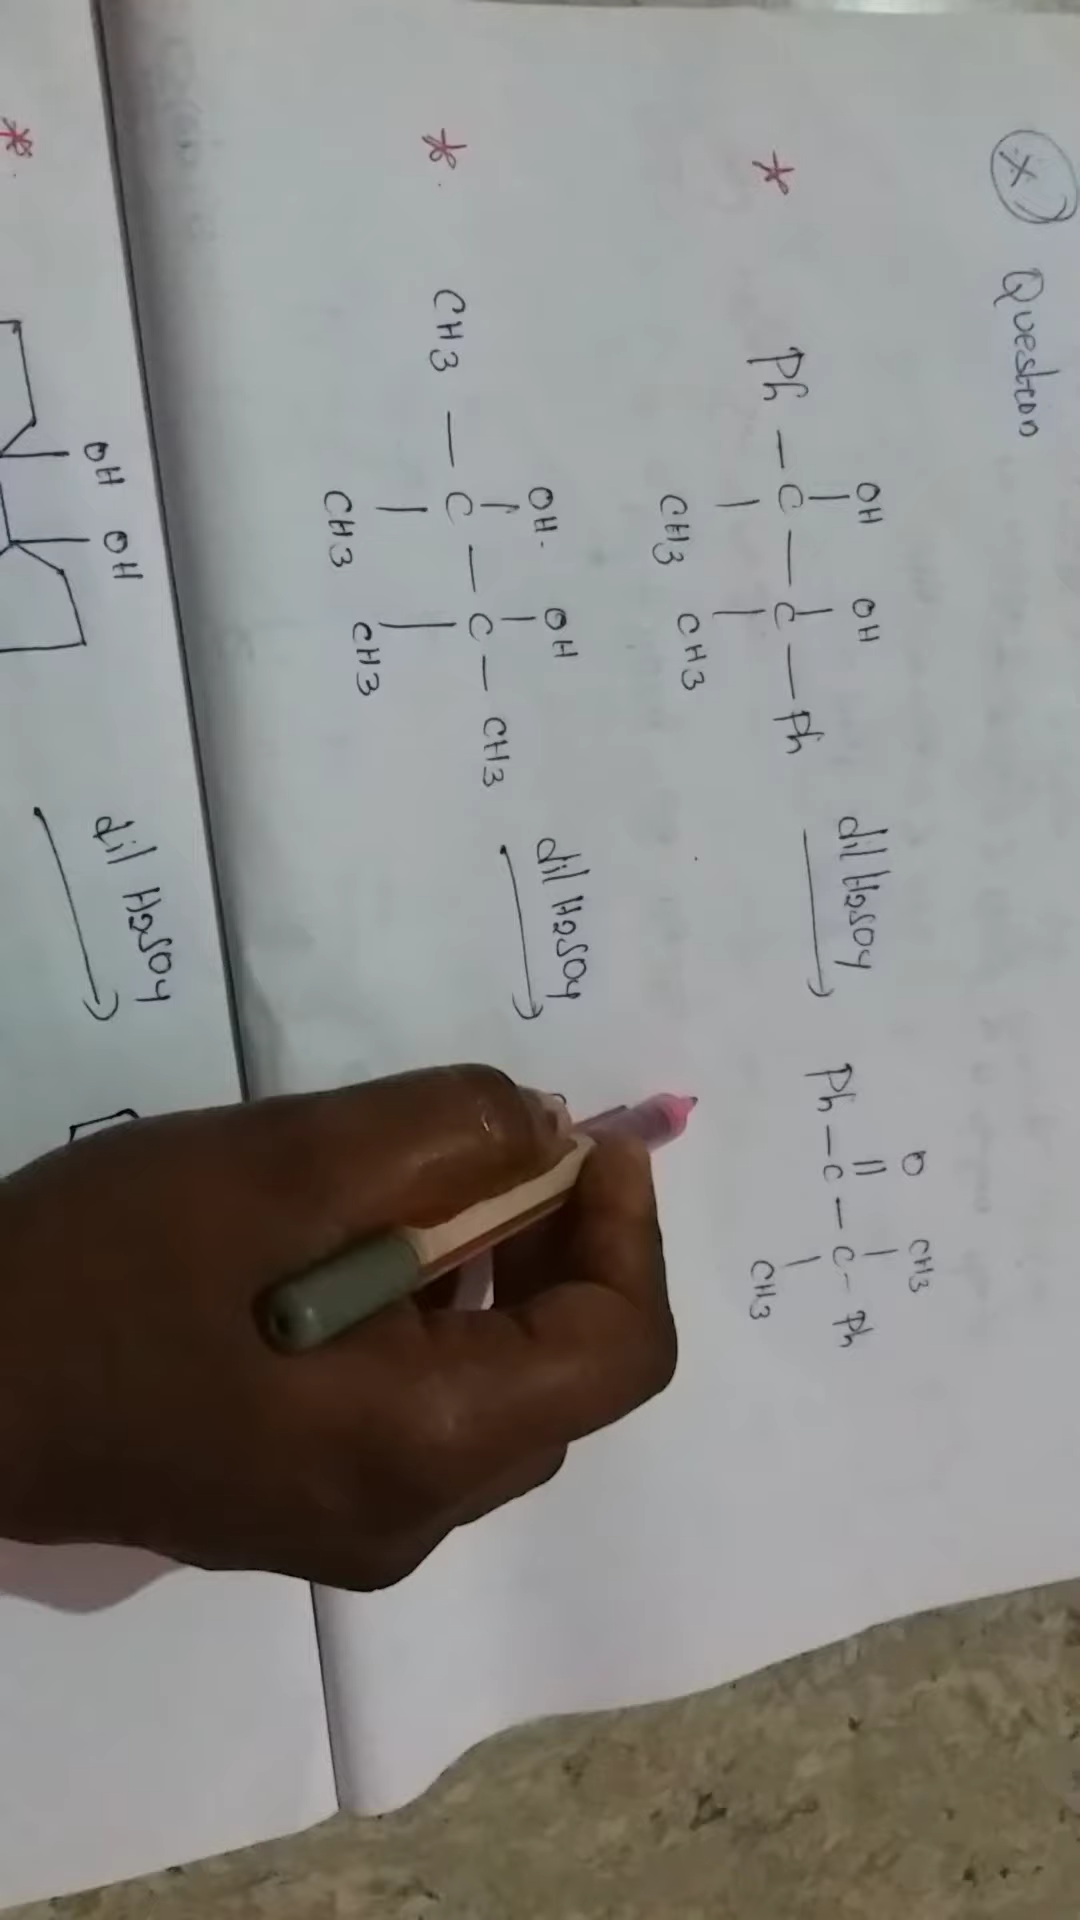 x) Question
* OH OH
Ph — C — C — Ph
CH3 CH3
dil H2SO4
O CH3
Ph — C — C — Ph
CH3
* OH. OH
CH3 — C — C — CH3
CH3 CH3
dil H2SO4
* OH OH
dil H2SO4